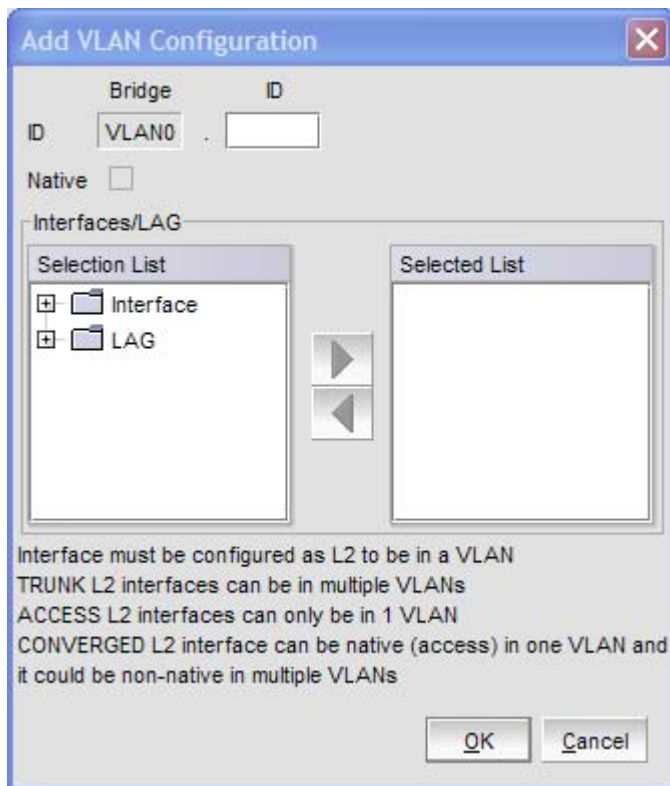 Add VLAN Configuration
Bridge ID
ID VLAN0 .
Native
Interfaces/LAG
Selection List Selected List
Interface
LAG
Interface must be configured as L2 to be in a VLAN
TRUNK L2 interfaces can be in multiple VLANs
ACCESS L2 interfaces can only be in 1 VLAN
CONVERGED L2 interface can be native (access) in one VLAN and
it could be non-native in multiple VLANs
OK Cancel